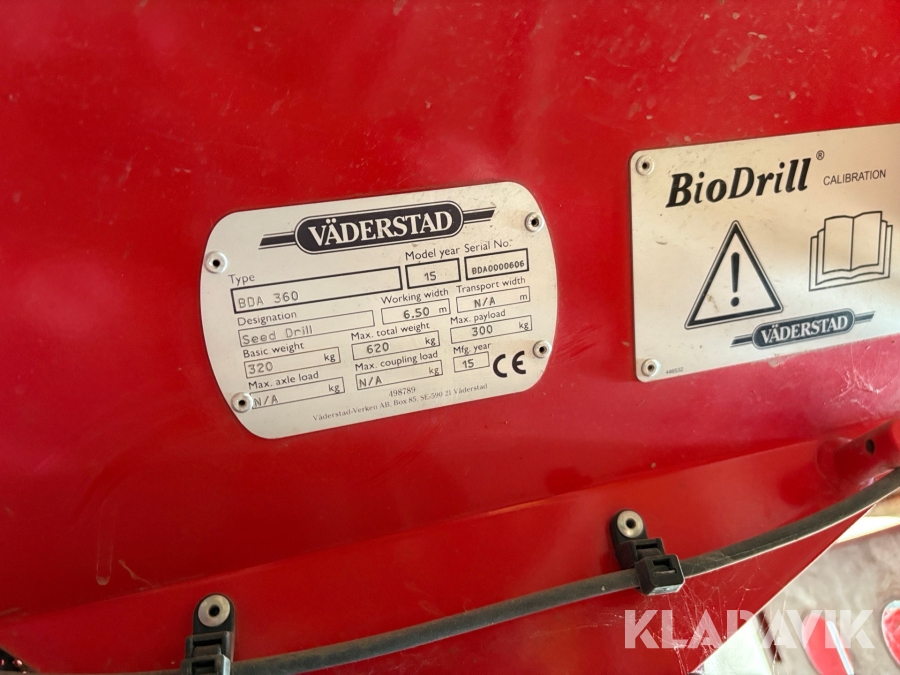 VÄDERSTAD
Type
Model year Serial No.
BDA 360
15
BDA0000606
Designation
Working width
Transport width
Seed Drill
6.50 m
N/A m
Basic weight
Max. total weight
Max. payload
320 kg
620 kg
300 kg
Max. axle load
Max. coupling load
Mfg. year
N/A kg
N/A kg
15
CE
498789
Väderstad-Verken AB. Box 85. SE-590 21 Väderstad
BioDrill® CALIBRATION
VÄDERSTAD
KLARAVIK